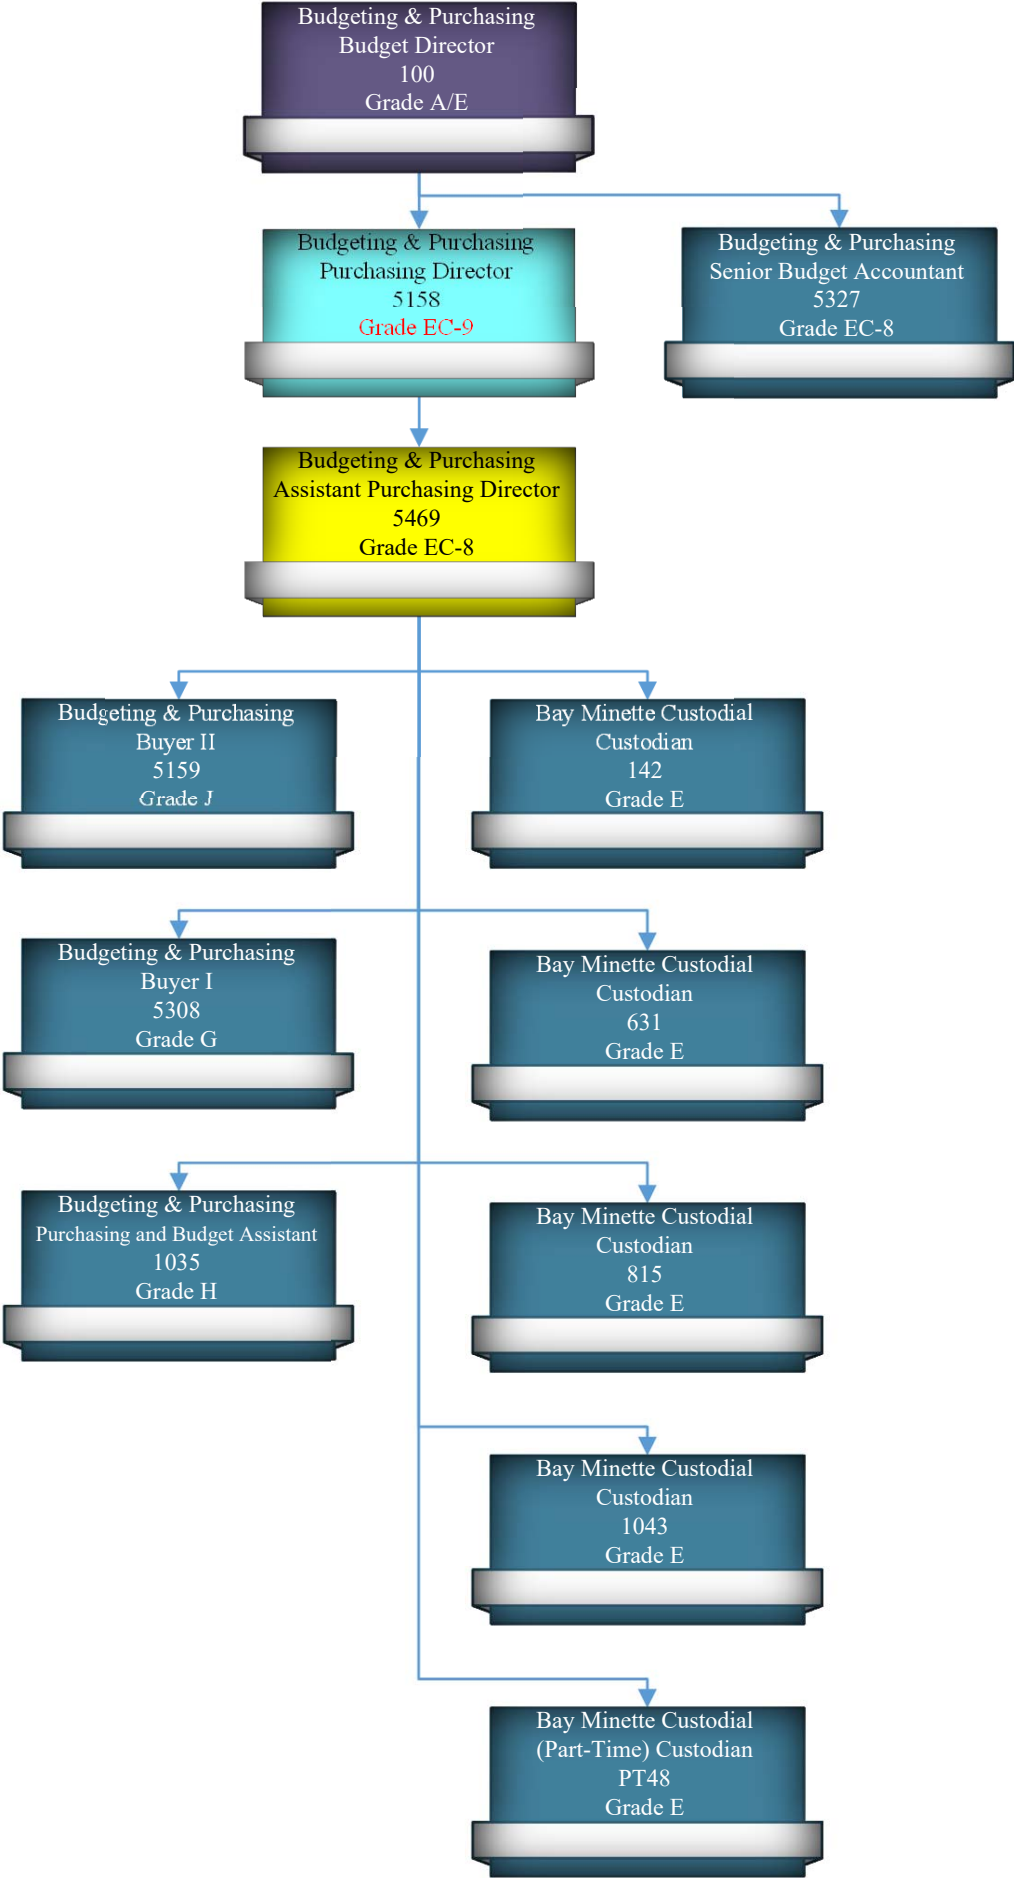 Budgeting & Purchasing
Budget Director
100
Grade A/E
Budgeting & Purchasing
Purchasing Director
5158
Grade EC-9
Budgeting & Purchasing
Senior Budget Accountant
5327
Grade EC-8
Budgeting & Purchasing
Assistant Purchasing Director
5469
Grade EC-8
Budgeting & Purchasing
Buyer II
5159
Grade J
Bay Minette Custodial
Custodian
142
Grade E
Budgeting & Purchasing
Buyer I
5308
Grade G
Bay Minette Custodial
Custodian
631
Grade E
Budgeting & Purchasing
Purchasing and Budget Assistant
1035
Grade H
Bay Minette Custodial
Custodian
815
Grade E
Bay Minette Custodial
Custodian
1043
Grade E
Bay Minette Custodial
(Part-Time) Custodian
PT48
Grade E